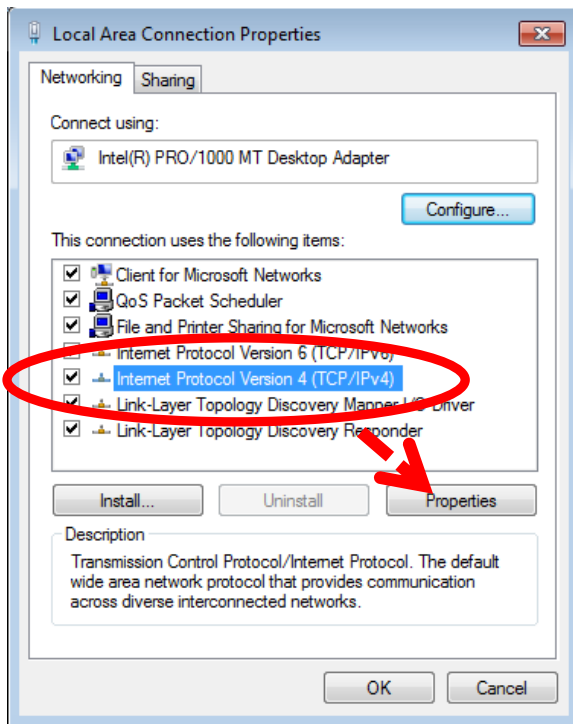 Local Area Connection Properties
Networking
Sharing
Connect using:
Intel(R) PRO/1000 MT Desktop Adapter
Configure...
This connection uses the following items:
Client for Microsoft Networks
QoS Packet Scheduler
File and Printer Sharing for Microsoft Networks
Internet Protocol Version 6 (TCP/IPv6)
Internet Protocol Version 4 (TCP/IPv4)
Link-Layer Topology Discovery Mapper I/O Driver
Link-Layer Topology Discovery Responder
Install...
Uninstall
Properties
Description
Transmission Control Protocol/Internet Protocol. The default
wide area network protocol that provides communication
across diverse interconnected networks.
OK
Cancel